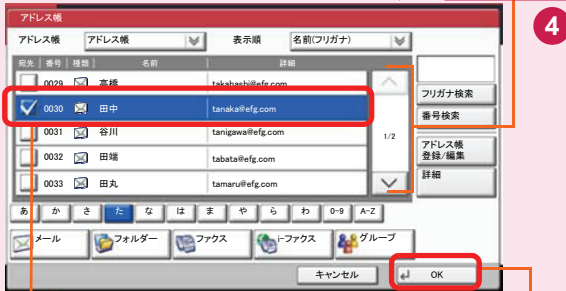 アドレス帳
アドレス帳 アドレス帳 表示順 名前(フリガナ)
宛先 番号 種類 名前 詳細
0029 高橋 takahashi@efg.com
0030 田中 tanaka@efg.com
0031 谷川 tanigawa@efg.com
0032 田端 tabata@efg.com
0033 田丸 tamaru@efg.com
1/2
フリガナ検索
番号検索
アドレス帳
登録/編集
詳細
あ か さ た な は ま や ら わ 0-9 A-Z
メール フォルダー ファクス i-ファクス グループ
キャンセル OK
4